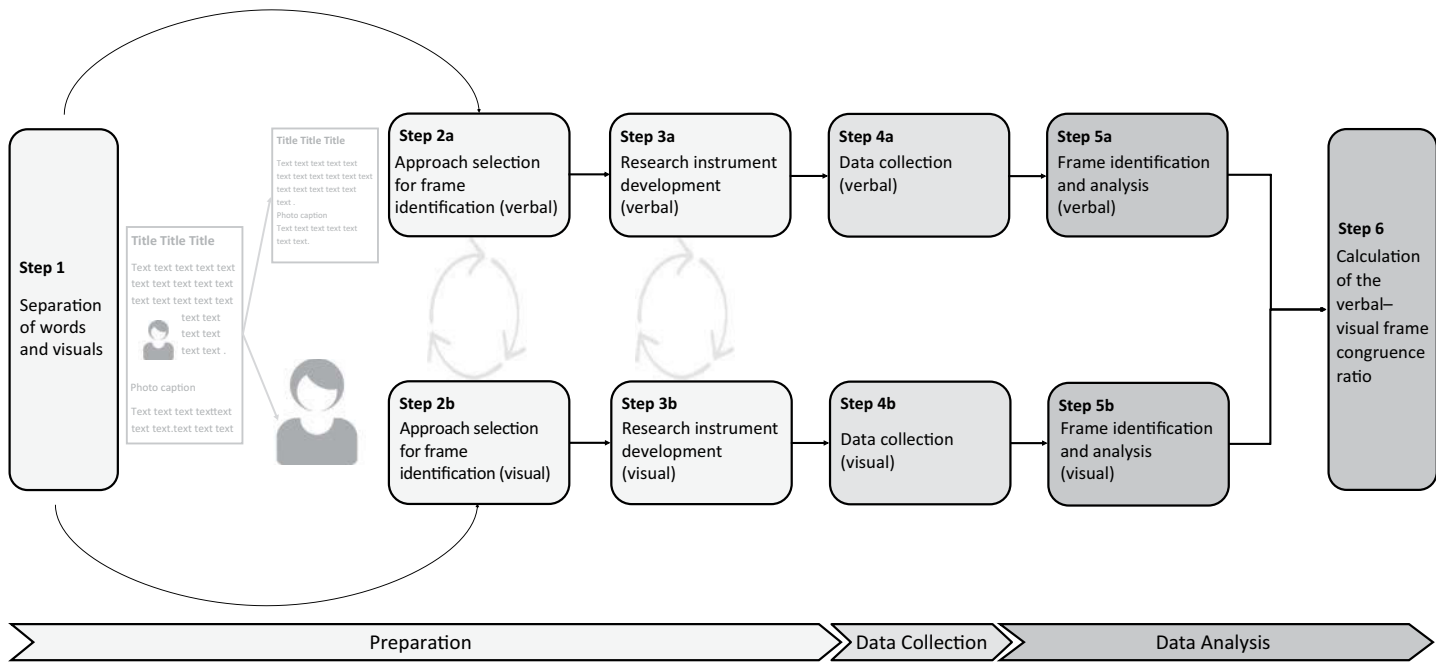 Step 1
Separation
of words
and visuals
Title Title Title
Text text text text text
text text text text text
text text text text text
text text
text text
text text .
Photo caption
Text text text texttext
text text.text text text
Title Title Title
Text text text text text
text text text text text text
text text text text text
text .
Photo caption
Text text text text text
text text.
Step 2a
Approach selection
for frame
identification (verbal)
Step 3a
Research instrument
development
(verbal)
Step 4a
Data collection
(verbal)
Step 5a
Frame identification
and analysis
(verbal)
Step 2b
Approach selection
for frame
identification (visual)
Step 3b
Research instrument
development
(visual)
Step 4b
Data collection
(visual)
Step 5b
Frame identification
and analysis
(visual)
Step 6
Calculation
of the
verbal–
visual frame
congruence
ratio
Preparation
Data Collection
Data Analysis